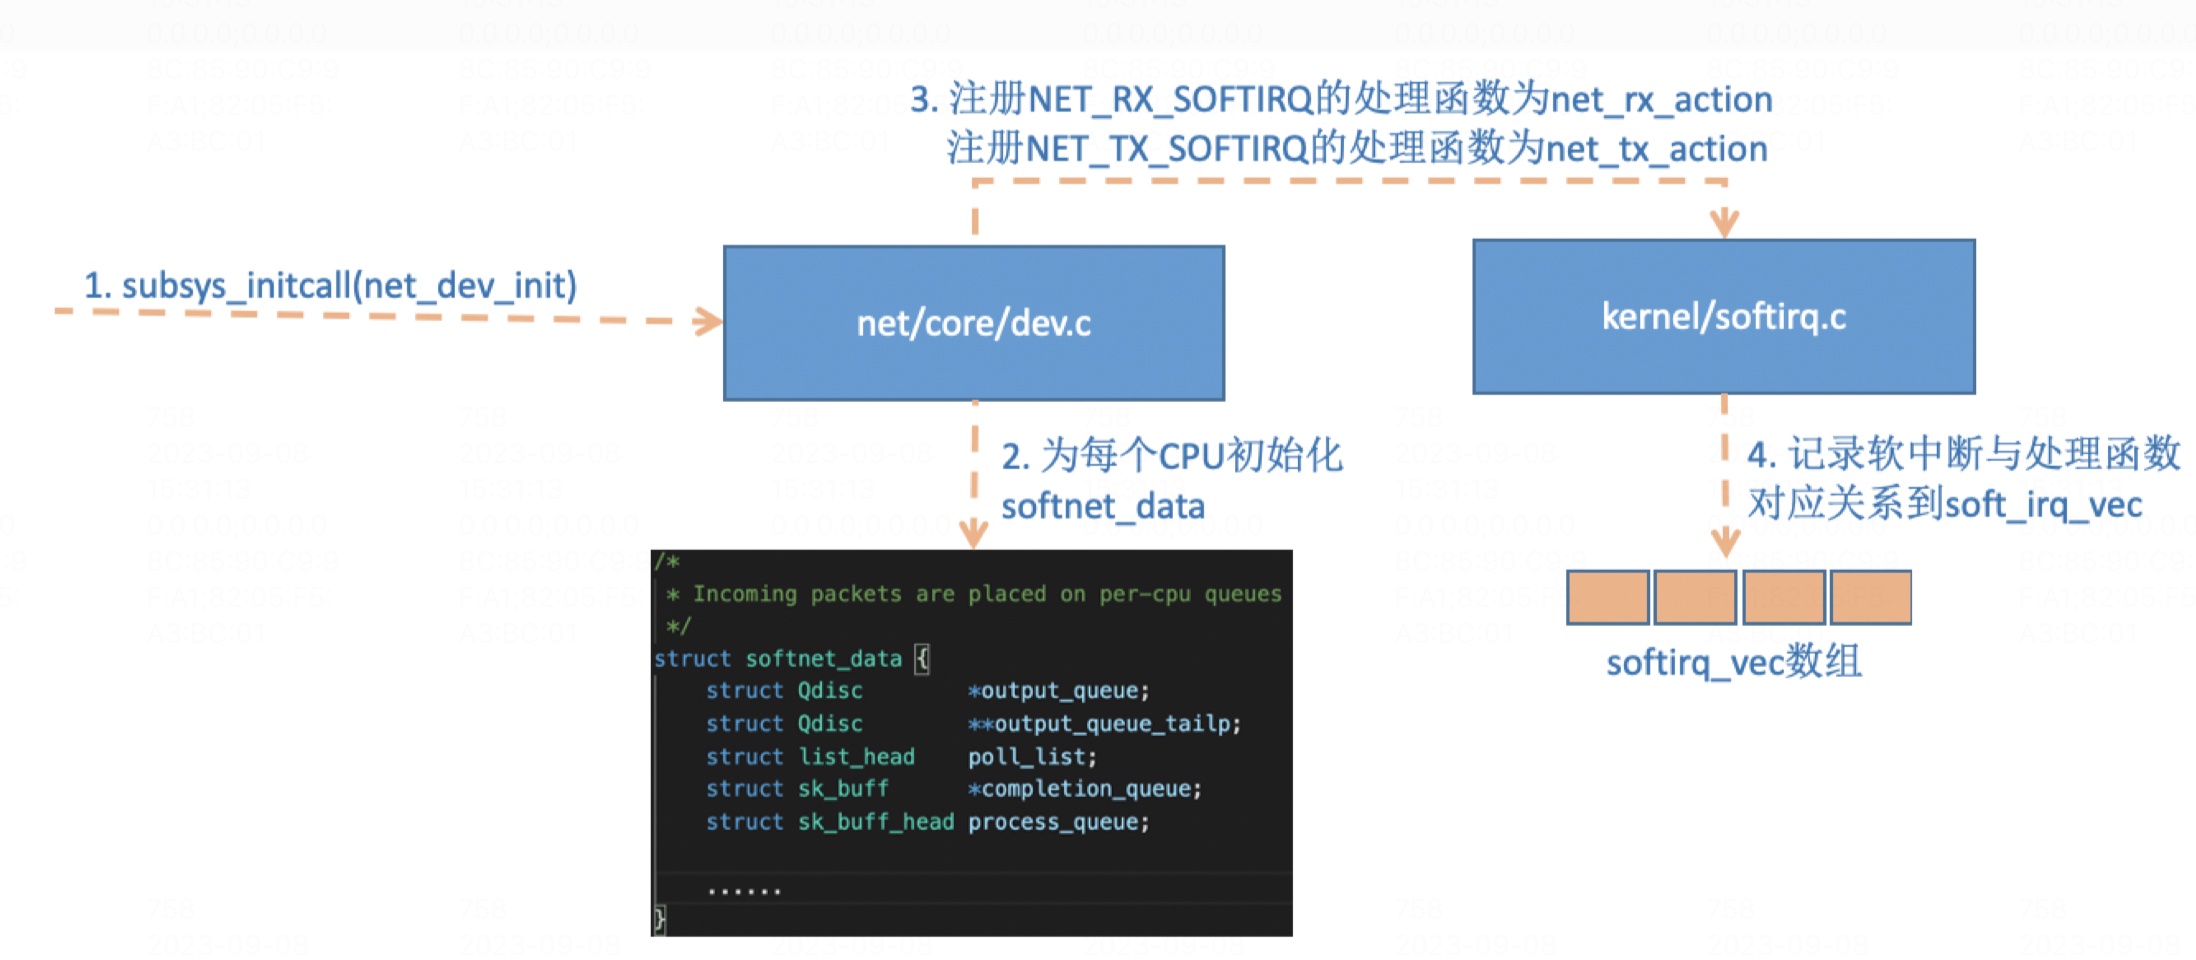 3. 注册NET_RX_SOFTIRQ的处理函数为net_rx_action
注册NET_TX_SOFTIRQ的处理函数为net_tx_action
1. subsys_initcall(net_dev_init)
net/core/dev.c
kernel/softirq.c
2. 为每个CPU初始化
softnet_data
4. 记录软中断与处理函数
对应关系到soft_irq_vec
/*
* Incoming packets are placed on per-cpu queues
*/
struct softnet_data {
struct Qdisc *output_queue;
struct Qdisc **output_queue_tailp;
struct list_head poll_list;
struct sk_buff *completion_queue;
struct sk_buff_head process_queue;
......
}
softirq_vec数组